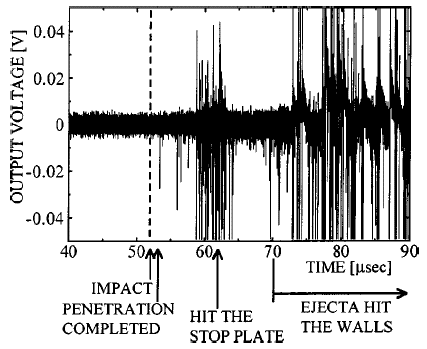 OUTPUT VOLTAGE [V]
0.04
0.02
0
-0.02
-0.04
40 50 60 70 80 90
TIME [μsec]
IMPACT
PENETRATION
COMPLETED
HIT THE
STOP PLATE
EJECTA HIT
THE WALLS